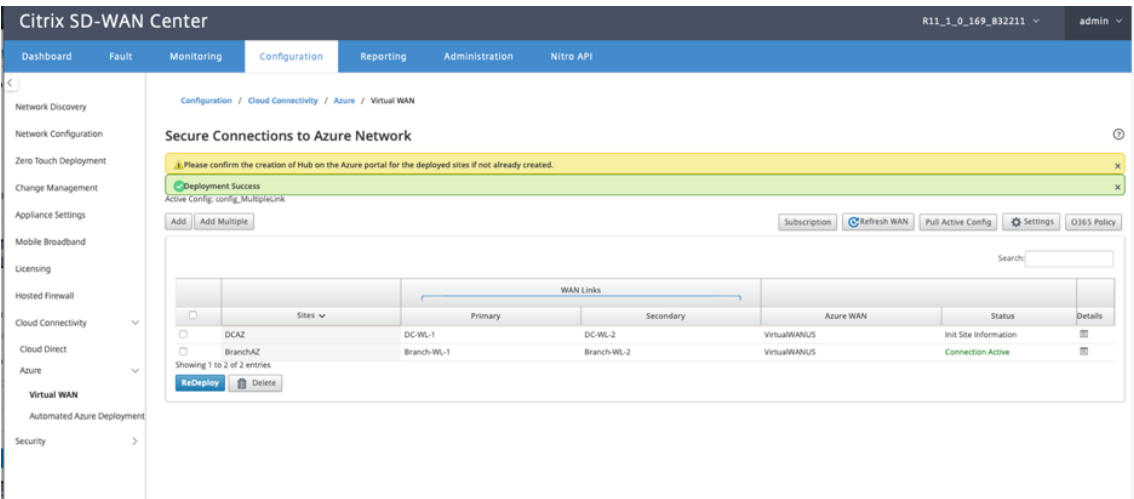 Citrix SD-WAN Center
R11_1_0_169_832211
admin
Dashboard Fault Monitoring Configuration Reporting Administration Nitro API
Network Discovery
Network Configuration
Zero Touch Deployment
Change Management
Appliance Settings
Mobile Broadband
Licensing
Hosted Firewall
Cloud Connectivity
Cloud Direct
Azure
Virtual WAN
Automated Azure Deployment
Security
Configuration / Cloud Connectivity / Azure / Virtual WAN
Secure Connections to Azure Network
Please confirm the creation of Hub on the Azure portal for the deployed sites if not already created.
Deployment Success
Active Config: config_MultipleLink
Add Add Multiple Subscription Refresh WAN Pull Active Config Settings O365 Policy
Search:
WAN Links
Sites Primary Secondary Azure WAN Status Details
DCAZ DC-WL-1 DC-WL-2 VirtualWANUS Init Site Information
BranchAZ Branch-WL-1 Branch-WL-2 VirtualWANUS Connection Active
Showing 1 to 2 of 2 entries
ReDeploy Delete